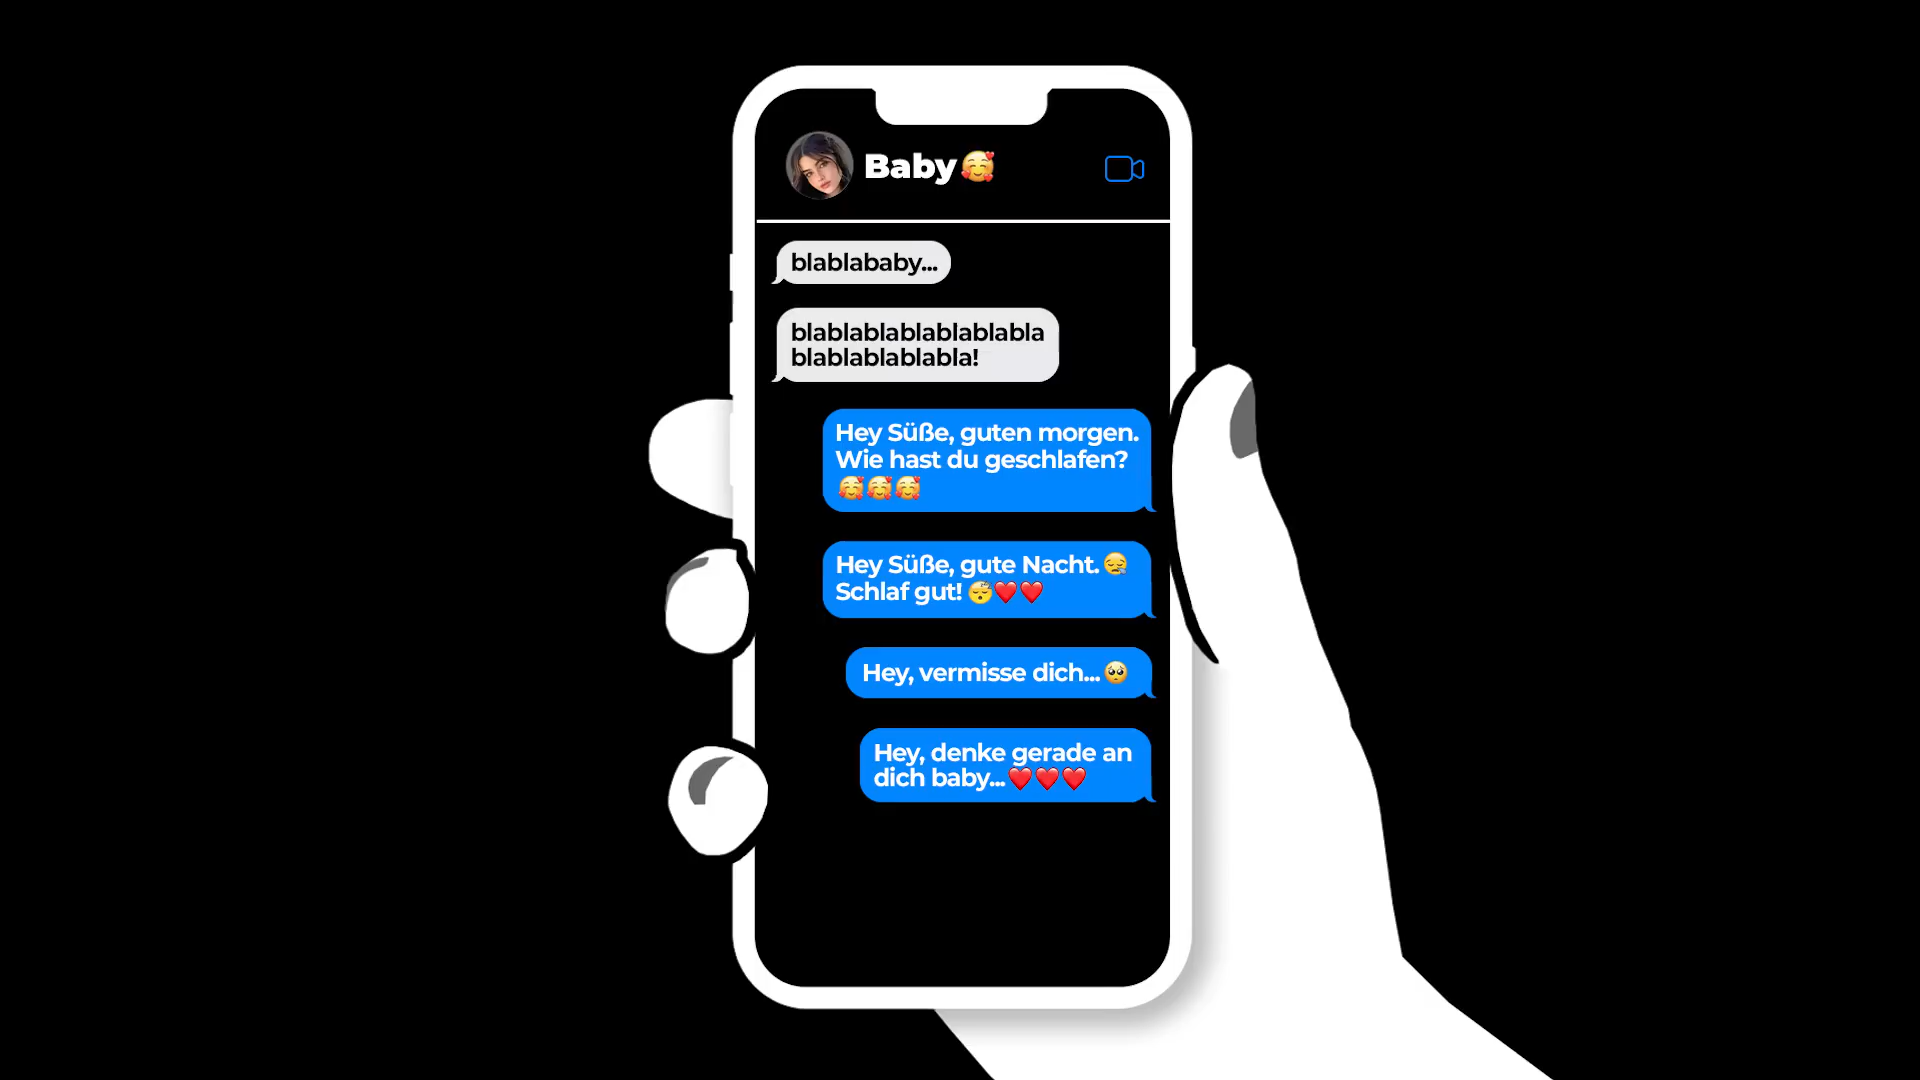 Baby🥰
blablababy...
blablablablablablabla
blablablablabla!
Hey Süße, guten morgen.
Wie hast du geschlafen?
🥰🥰🥰
Hey Süße, gute Nacht.😪
Schlaf gut!😴❤️❤️
Hey, vermisse dich...🥺
Hey, denke gerade an
dich baby...❤️❤️❤️